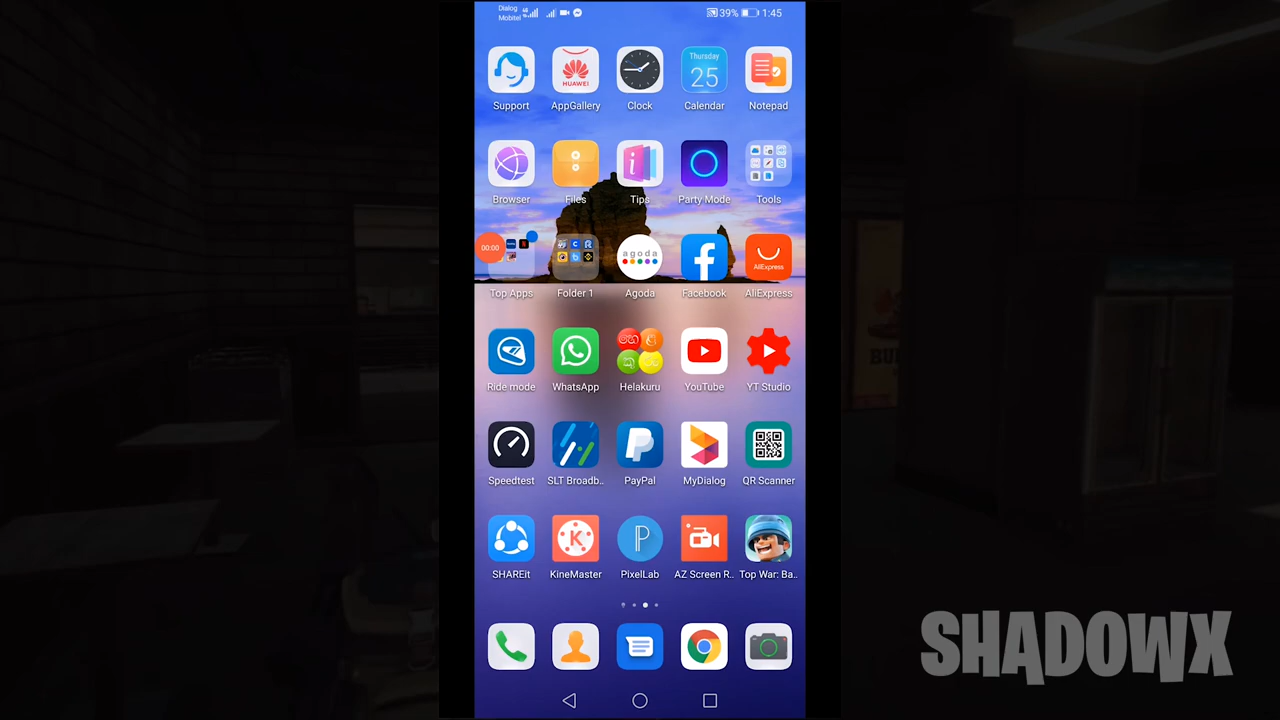 Dialog
Mobitel
39% 1:45
Thursday
25
HUAWEI
Support AppGallery Clock Calendar Notepad
Browser Files Tips Party Mode Tools
00:00
agoda
AliExpress
Top Apps Folder 1 Agoda Facebook AliExpress
Ride mode WhatsApp Helakuru YouTube YT Studio
Speedtest SLT Broadb.. PayPal MyDialog QR Scanner
SHAREit KineMaster PixelLab AZ Screen R.. Top War: Ba..
SHADOWX